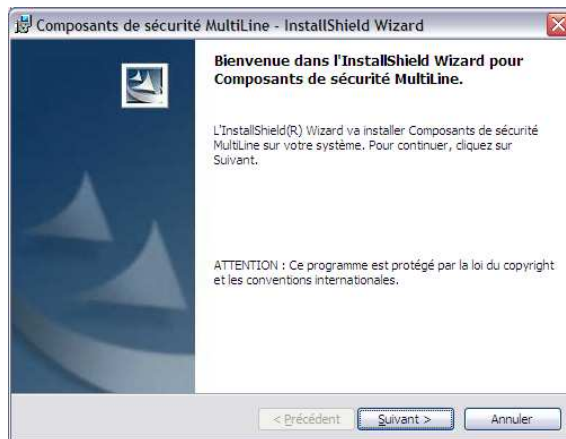 Composants de sécurité MultiLine - InstallShield Wizard
Bienvenue dans l'InstallShield Wizard pour
Composants de sécurité MultiLine.
L'InstallShield(R) Wizard va installer Composants de sécurité
MultiLine sur votre système. Pour continuer, cliquez sur
Suivant.
ATTENTION : Ce programme est protégé par la loi du copyright
et les conventions internationales.
< Précédent Suivant > Annuler